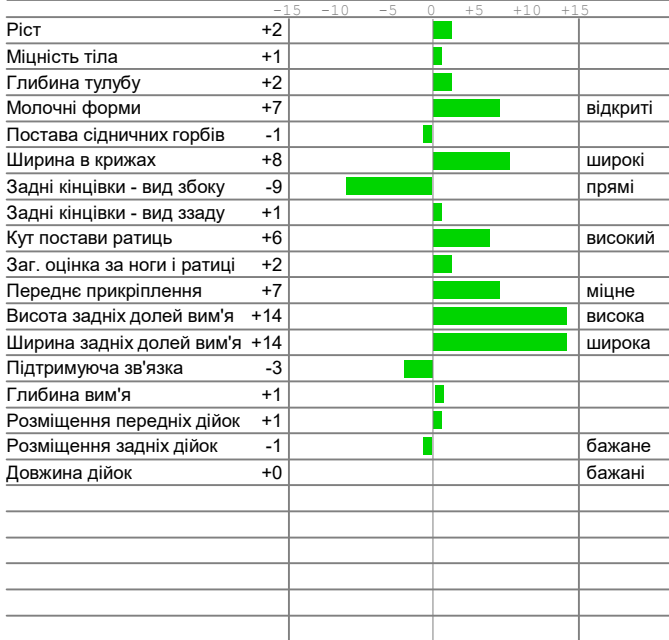 -15 -10 -5 0 +5 +10 +15
Ріст +2
Міцність тіла +1
Глибина тулубу +2
Молочні форми +7 відкриті
Постава сідничних горбів -1
Ширина в крижах +8 широкі
Задні кінцівки - вид збоку -9 прямі
Задні кінцівки - вид ззаду +1
Кут постави ратиць +6 високий
Заг. оцінка за ноги і ратиці +2
Переднє прикріплення +7 міцне
Висота задніх долей вим'я +14 висока
Ширина задніх долей вим'я +14 широка
Підтримуюча зв'язка -3
Глибина вим'я +1
Розміщення передніх дійок +1
Розміщення задніх дійок -1 бажане
Довжина дійок +0 бажані